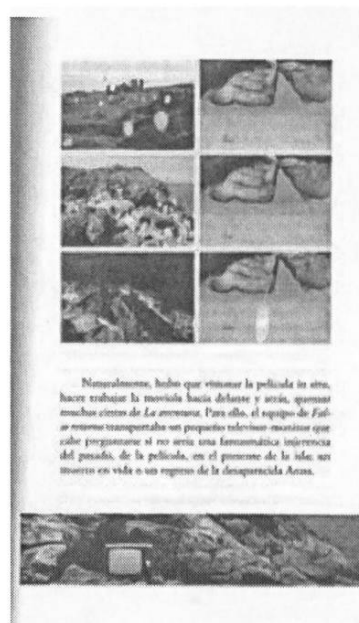 Naturalmente, hubo que visionar la película in situ,
hacer trabajar la moviola hacia delante y atrás, quemar
muchos cientos de La aventura. Para ello, el equipo de Fal-
so retorno transportaba un pequeño televisor-monitor que
cabe preguntarse si no sería una fantasmática injerencia
del pasado, de la película, en el presente de la isla: un
muerto en vida o un regreso de la desaparecida Anna.